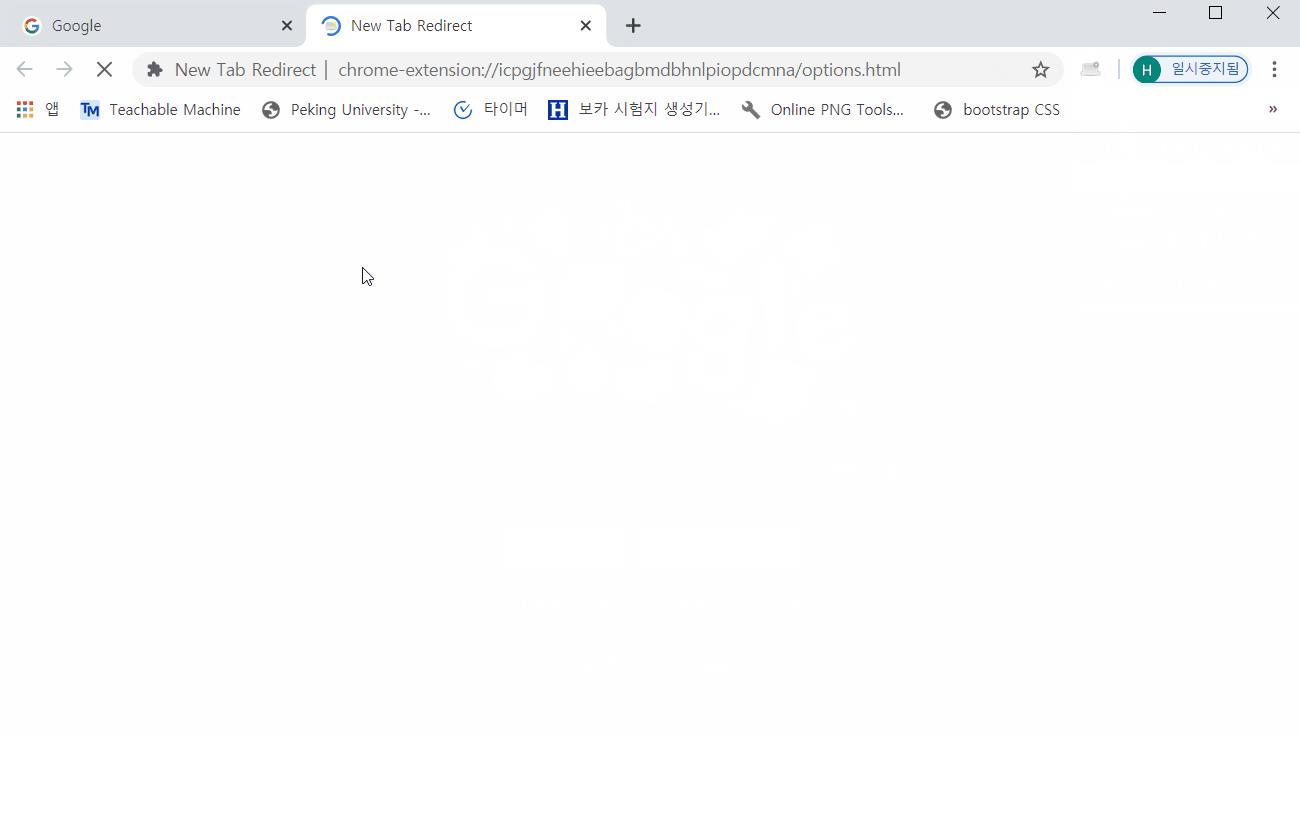 Google
New Tab Redirect
New Tab Redirect | chrome-extension://icpgjfneehieebagbmdbhnlpiopdcmna/options.html
H 일시중지됨
앱 TM Teachable Machine Peking University -... 타이머 H 보카 시험지 생성기... Online PNG Tools... bootstrap CSS »